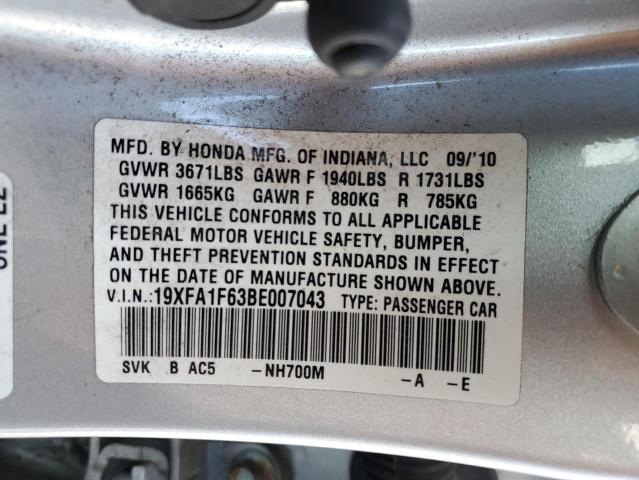 MFD. BY HONDA MFG. OF INDIANA, LLC 09/'10
GVWR 3671LBS GAWR F 1940LBS R 1731LBS
GVWR 1665KG GAWR F 880KG R 785KG
THIS VEHICLE CONFORMS TO ALL APPLICABLE
FEDERAL MOTOR VEHICLE SAFETY, BUMPER,
AND THEFT PREVENTION STANDARDS IN EFFECT
ON THE DATE OF MANUFACTURE SHOWN ABOVE.
V.I.N.:19XFA1F63BE007043 TYPE: PASSENGER CAR
SVK B AC5 -NH700M -A -E